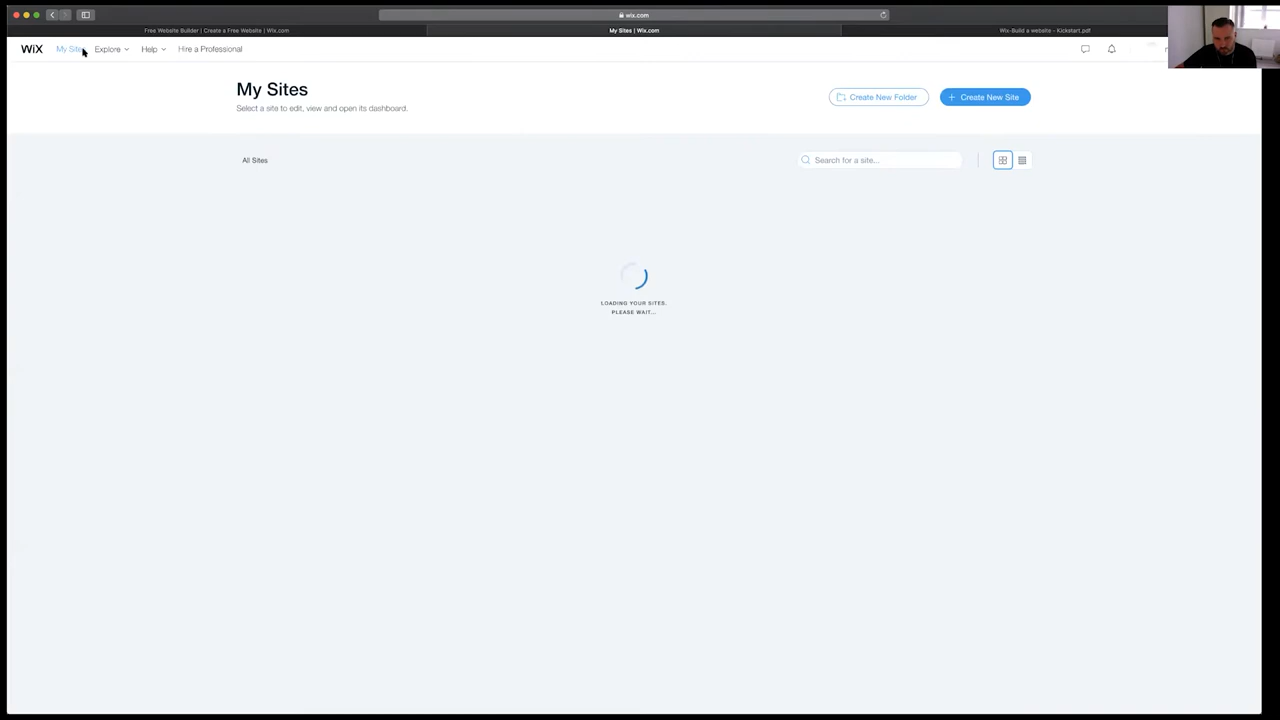 wix.com
Free Website Builder | Create a Free Website | Wix.com
My Sites | Wix.com
Wix-Build a website - Kickstart.pdf
WiX My Sites Explore Help Hire a Professional
My Sites
Select a site to edit, view and open its dashboard.
Create New Folder
+ Create New Site
All Sites
Search for a site...
LOADING YOUR SITES.
PLEASE WAIT...